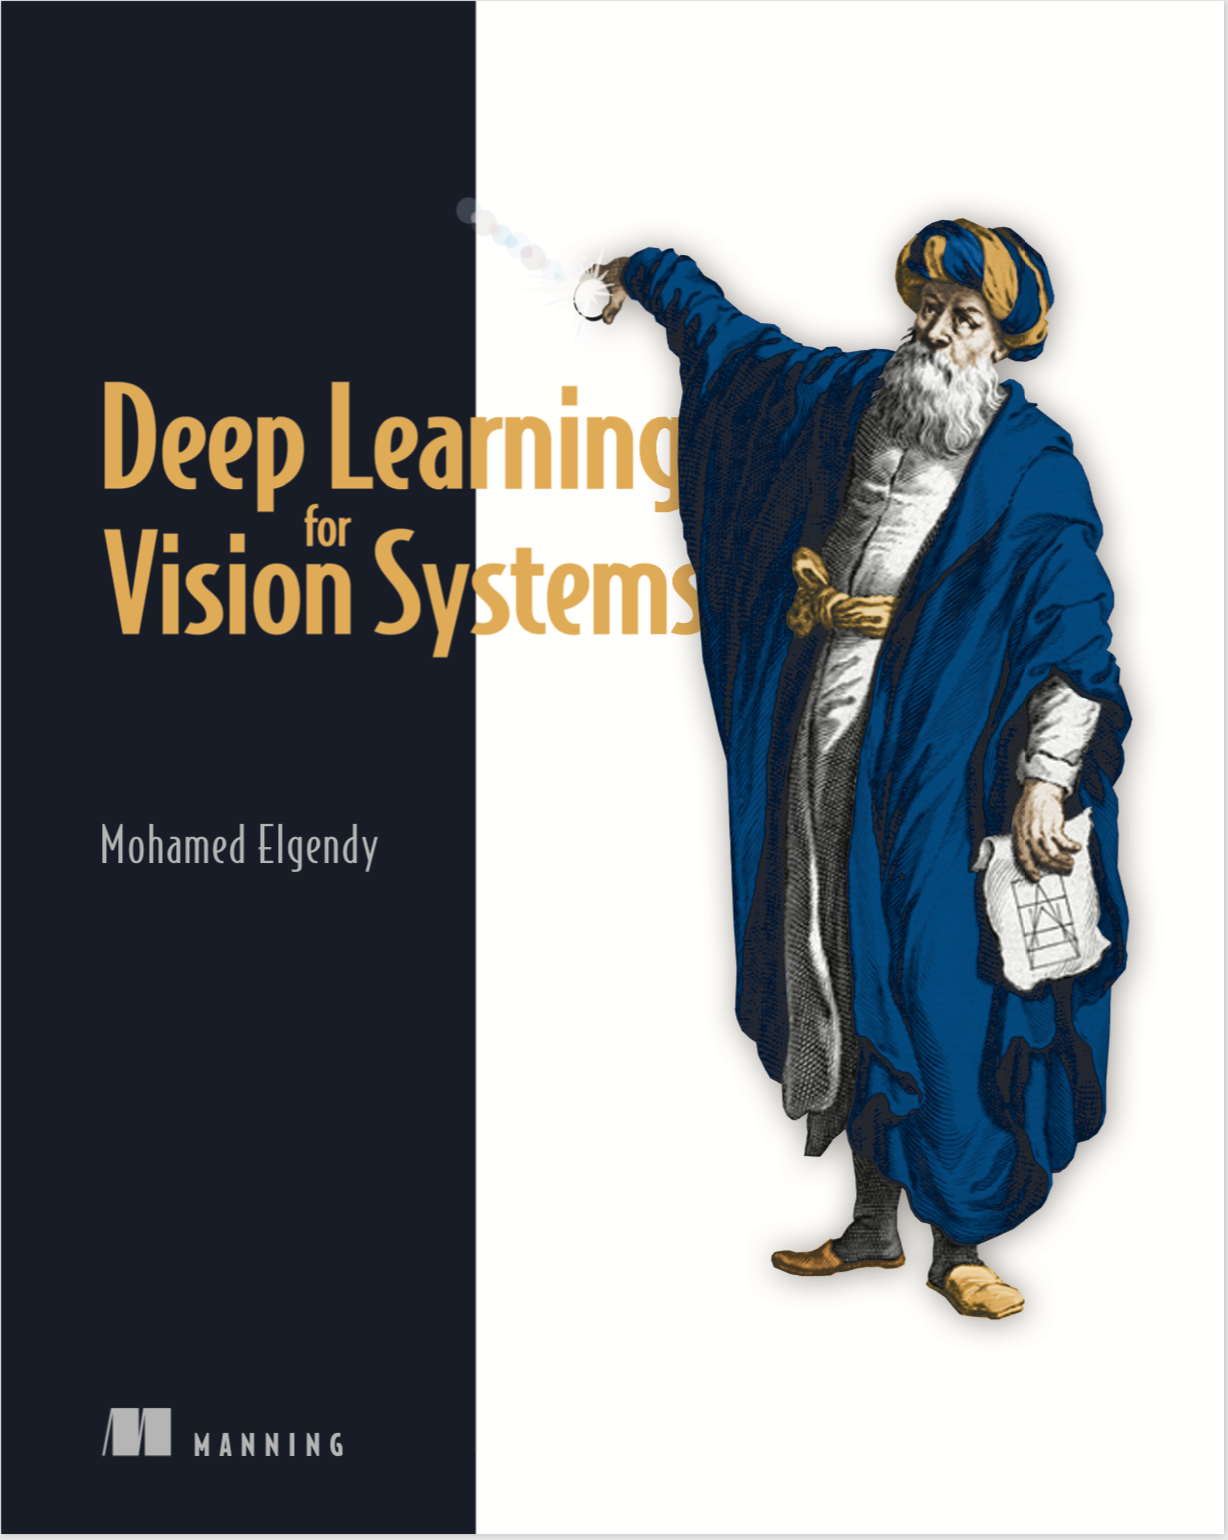 Deep Learning
for
Vision Systems
Mohamed Elgendy
MANNING